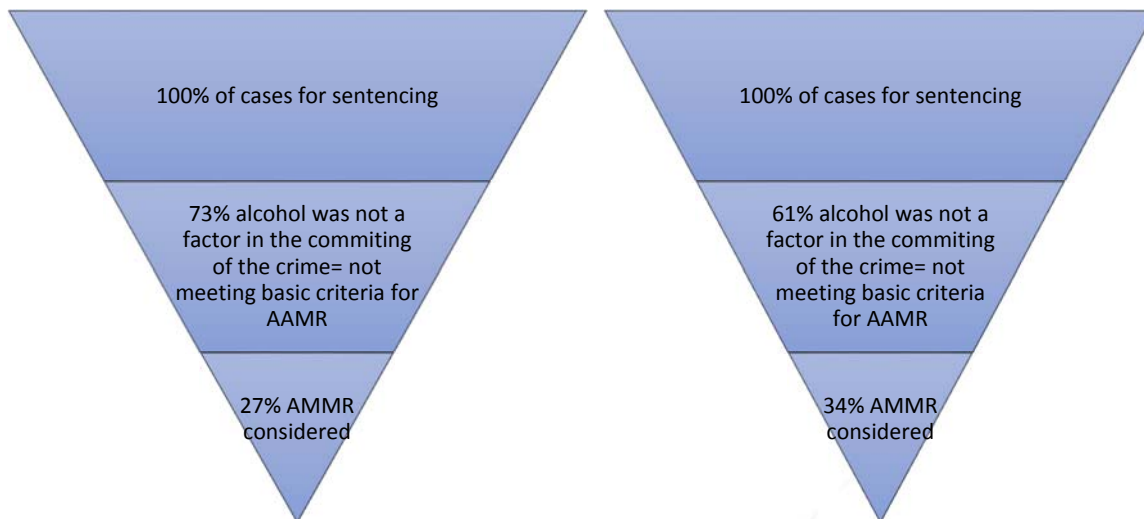 100% of cases for sentencing
73% alcohol was not a
factor in the commiting
of the crime= not
meeting basic criteria for
AAMR
27% AMMR
considered
100% of cases for sentencing
61% alcohol was not a
factor in the commiting
of the crime= not
meeting basic criteria
for AAMR
34% AMMR
considered